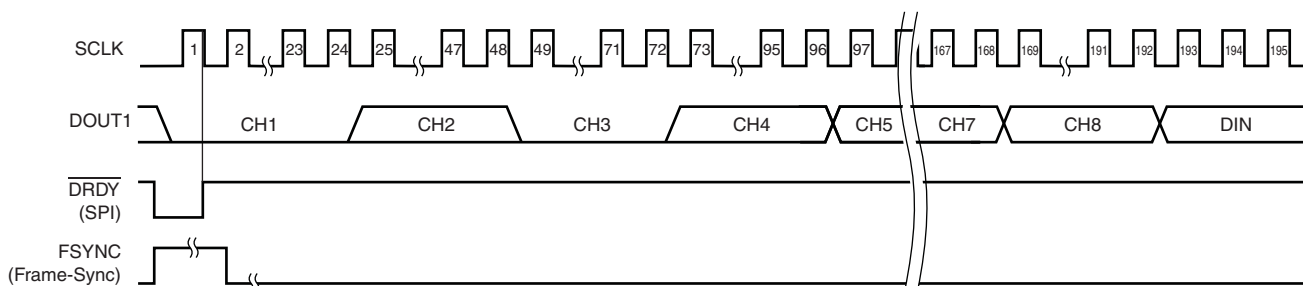 SCLK 1 2 23 24 25 47 48 49 71 72 73 95 96 97 167 168 169 191 192 193 194 195
DOUT1 CH1 CH2 CH3 CH4 CH5 CH7 CH8 DIN
DRDY
(SPI)
FSYNC
(Frame-Sync)